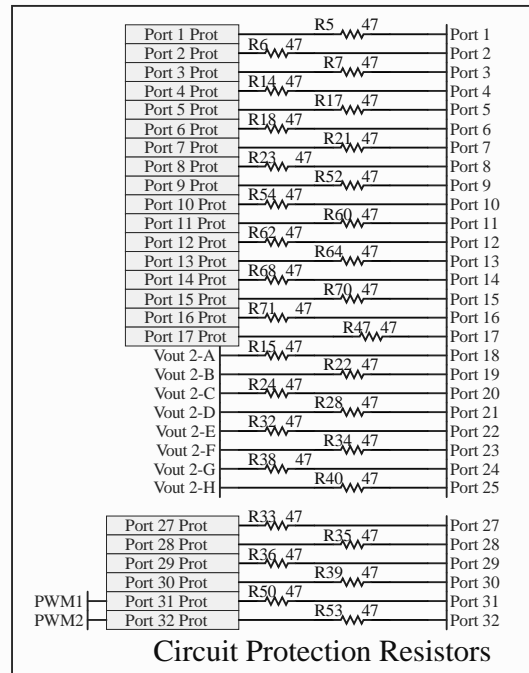 Port 1 Prot R5 47 Port 1
Port 2 Prot R6 47 Port 2
Port 3 Prot R7 47 Port 3
Port 4 Prot R14 47 Port 4
Port 5 Prot R17 47 Port 5
Port 6 Prot R18 47 Port 6
Port 7 Prot R21 47 Port 7
Port 8 Prot R23 47 Port 8
Port 9 Prot R52 47 Port 9
Port 10 Prot R54 47 Port 10
Port 11 Prot R60 47 Port 11
Port 12 Prot R62 47 Port 12
Port 13 Prot R64 47 Port 13
Port 14 Prot R68 47 Port 14
Port 15 Prot R70 47 Port 15
Port 16 Prot R71 47 Port 16
Port 17 Prot R47 47 Port 17
Vout 2-A R15 47 Port 18
Vout 2-B R22 47 Port 19
Vout 2-C R24 47 Port 20
Vout 2-D R28 47 Port 21
Vout 2-E R32 47 Port 22
Vout 2-F R34 47 Port 23
Vout 2-G R38 47 Port 24
Vout 2-H R40 47 Port 25
Port 27 Prot R33 47 Port 27
Port 28 Prot R35 47 Port 28
Port 29 Prot R36 47 Port 29
Port 30 Prot R39 47 Port 30
PWM1 Port 31 Prot R50 47 Port 31
PWM2 Port 32 Prot R53 47 Port 32
Circuit Protection Resistors